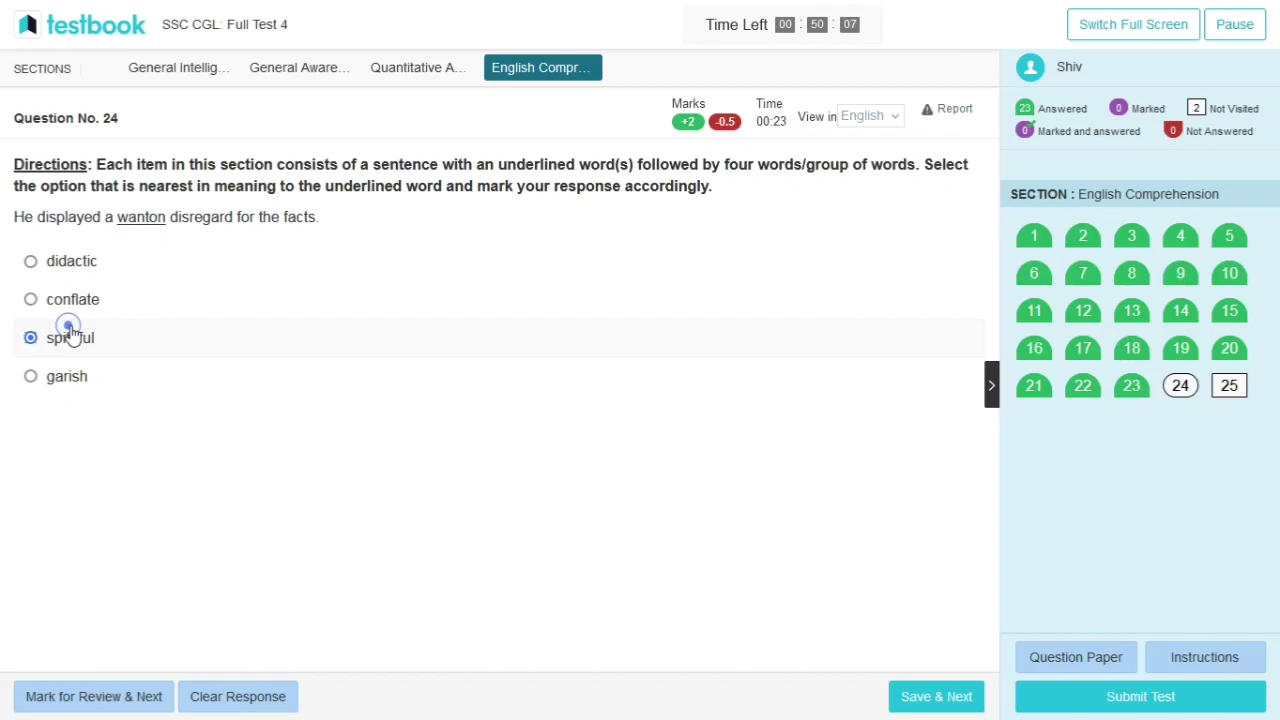 testbook
SSC CGL: Full Test 4
Time Left 00 : 50 : 07
Switch Full Screen
Pause
SECTIONS
General Intellig...
General Aware...
Quantitative A...
English Compr...
Shiv
Question No. 24
Marks
+2 -0.5
Time
00:23
View in English
Report
23 Answered
0 Marked
2 Not Visited
0 Marked and answered
0 Not Answered
Directions: Each item in this section consists of a sentence with an underlined word(s) followed by four words/group of words. Select
the option that is nearest in meaning to the underlined word and mark your response accordingly.
He displayed a wanton disregard for the facts.
didactic
conflate
garish
SECTION : English Comprehension
1 2 3 4 5
6 7 8 9 10
11 12 13 14 15
16 17 18 19 20
21 22 23 24 25
Question Paper
Instructions
Mark for Review & Next
Clear Response
Save & Next
Submit Test